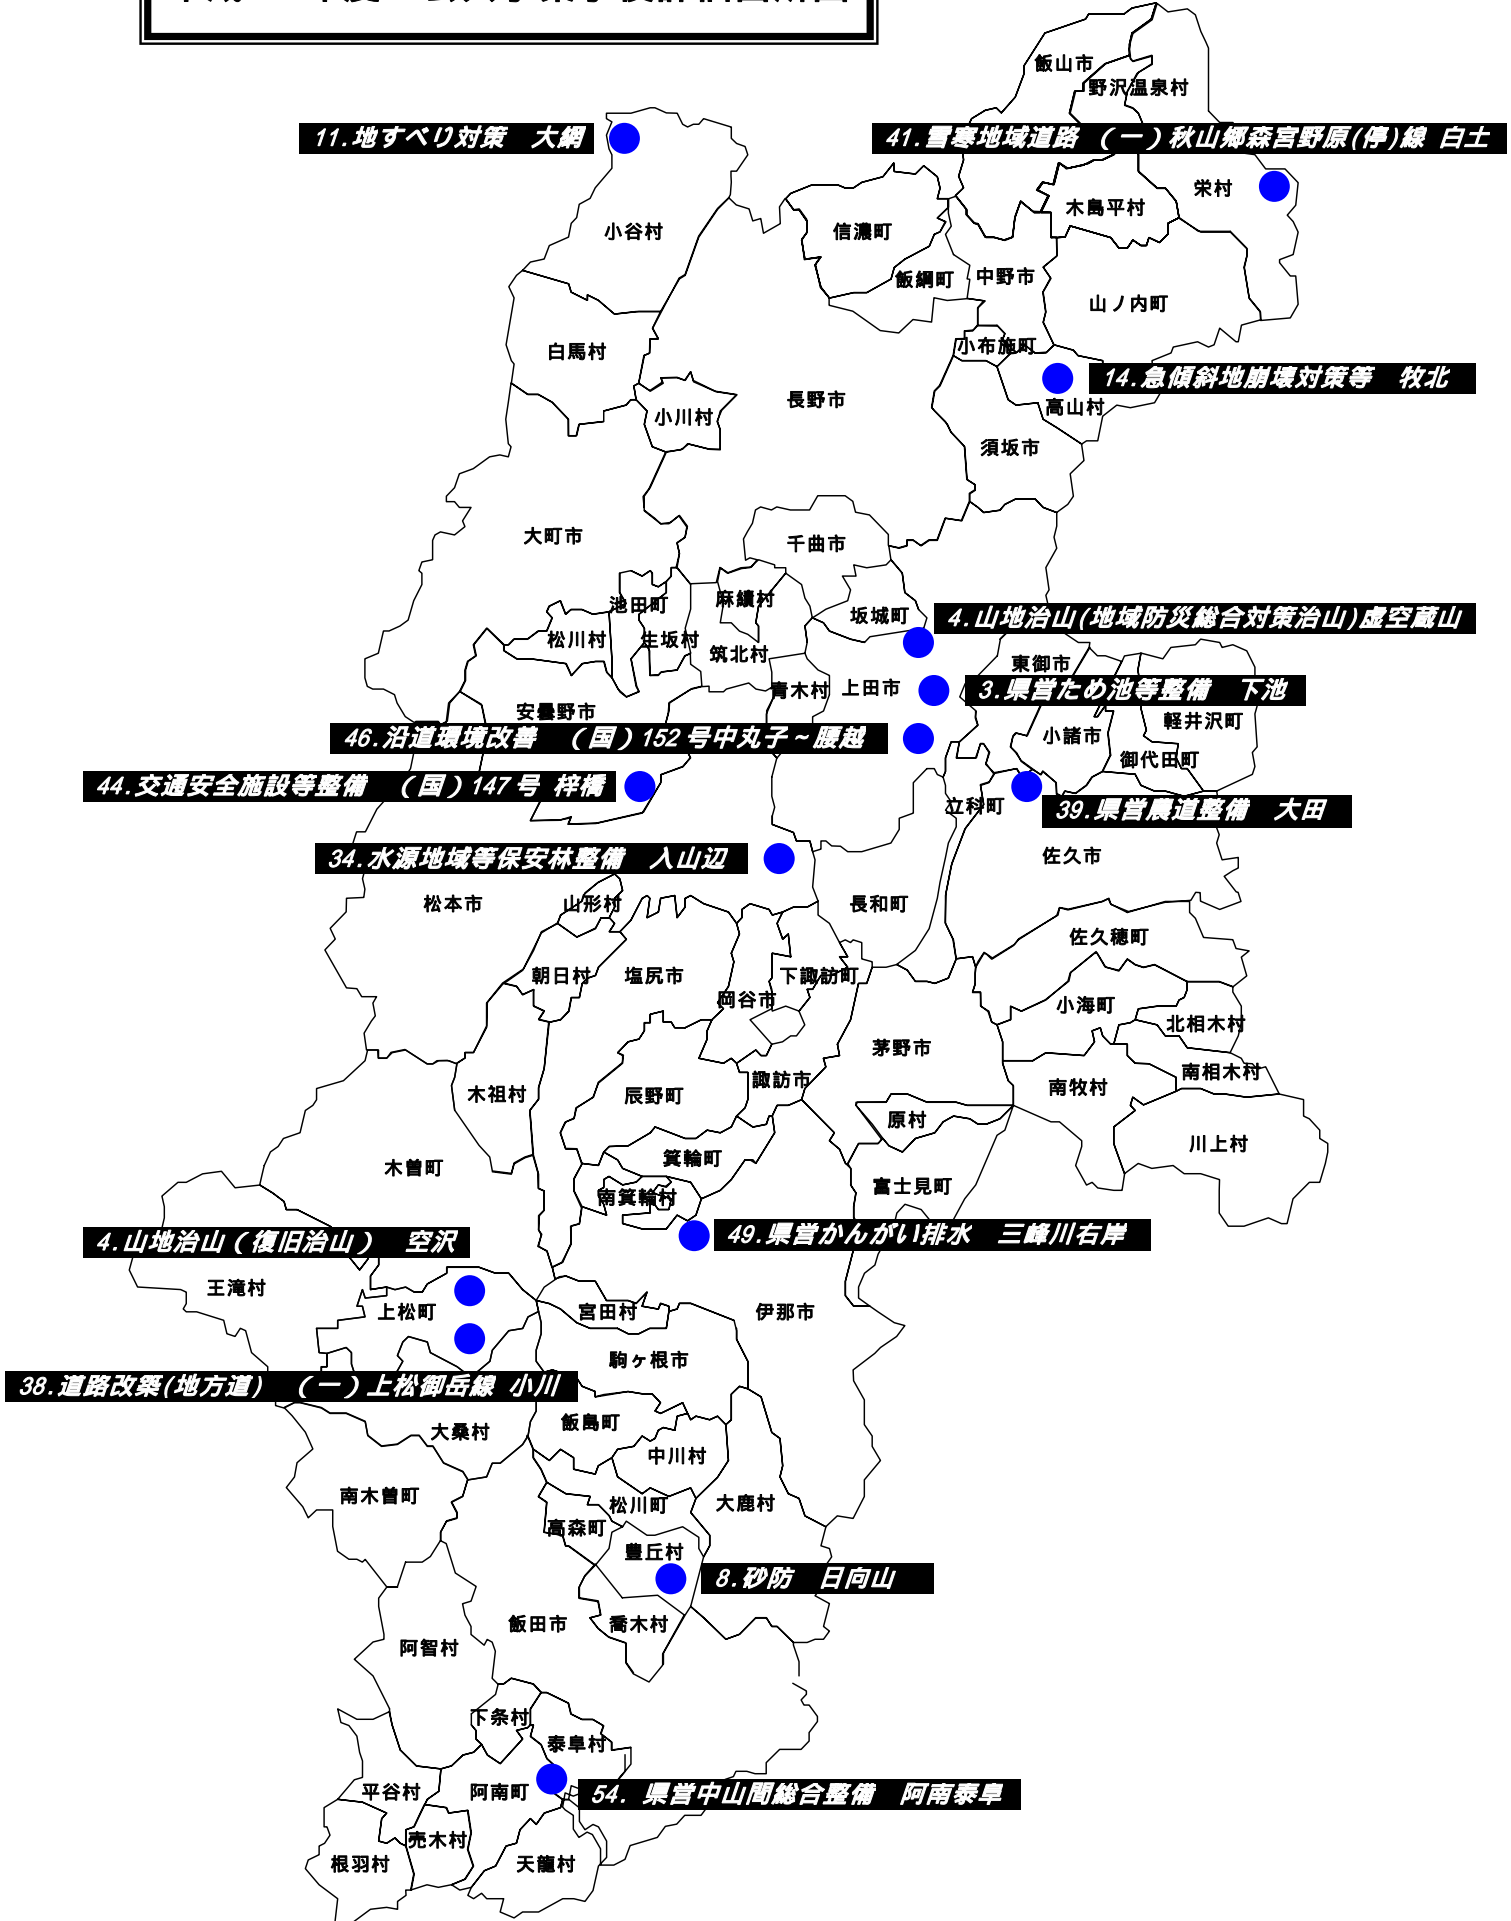 飯山市
野沢温泉村
11.地すべり対策　大網
41.雪寒地域道路　（一）秋山郷森宮野原(停)線 白土
栄村
木島平村
小谷村
信濃町
飯綱町
中野市
山ノ内町
小布施町
白馬村
14.急傾斜地崩壊対策等　牧北
長野市
高山村
小川村
須坂市
大町市
千曲市
池田町
麻績村
坂城町
4.山地治山(地域防災総合対策治山)虚空蔵山
松川村
生坂村
筑北村
東御市
青木村
上田市
3.県営ため池等整備　下池
安曇野市
軽井沢町
46.沿道環境改善　（国）152号中丸子～腰越
小諸市
御代田町
44.交通安全施設等整備　（国）147号 梓橋
立科町
39.県営農道整備　大田
34.水源地域等保安林整備　入山辺
佐久市
松本市
山形村
長和町
佐久穂町
朝日村
塩尻市
下諏訪町
岡谷市
小海町
北相木村
茅野市
諏訪市
南相木村
木祖村
辰野町
南牧村
原村
川上村
木曽町
箕輪町
富士見町
南箕輪村
4.山地治山（復旧治山）　空沢
49.県営かんがい排水　三峰川右岸
王滝村
上松町
宮田村
伊那市
駒ヶ根市
38.道路改築(地方道)　（一）上松御岳線 小川
飯島町
大桑村
中川村
南木曽町
松川町
大鹿村
高森町
豊丘村
8.砂防　日向山
飯田市
喬木村
阿智村
下条村
泰阜村
平谷村
阿南町
54. 県営中山間総合整備　阿南泰阜
売木村
根羽村
天龍村